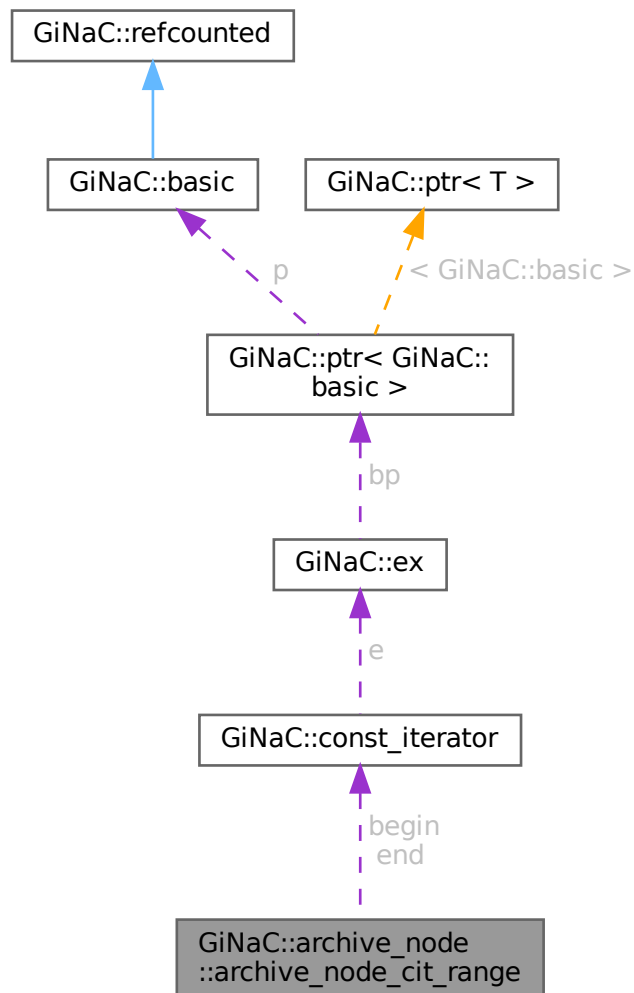 GiNaC::refcounted
GiNaC::basic
GiNaC::ptr< T >
p
< GiNaC::basic >
GiNaC::ptr< GiNaC::
basic >
bp
GiNaC::ex
e
GiNaC::const_iterator
begin
end
GiNaC::archive_node
::archive_node_cit_range